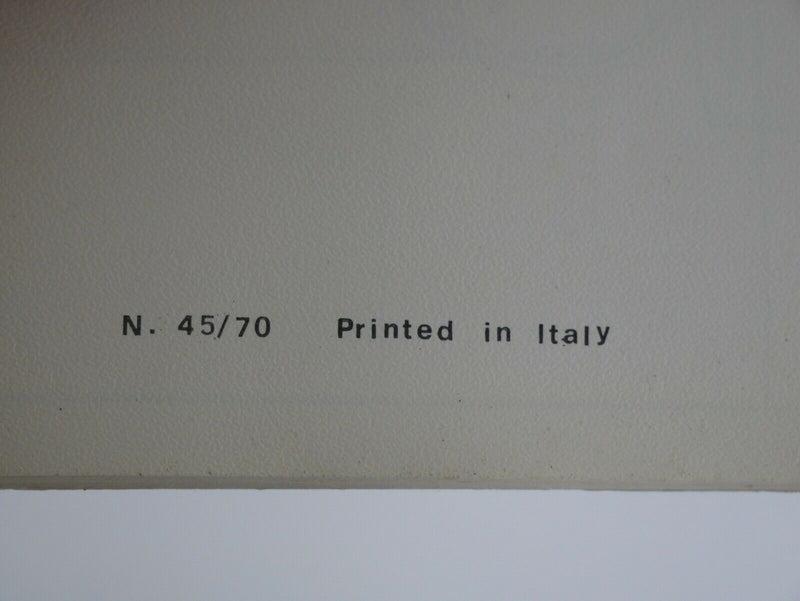 N. 45/70 Printed in Italy